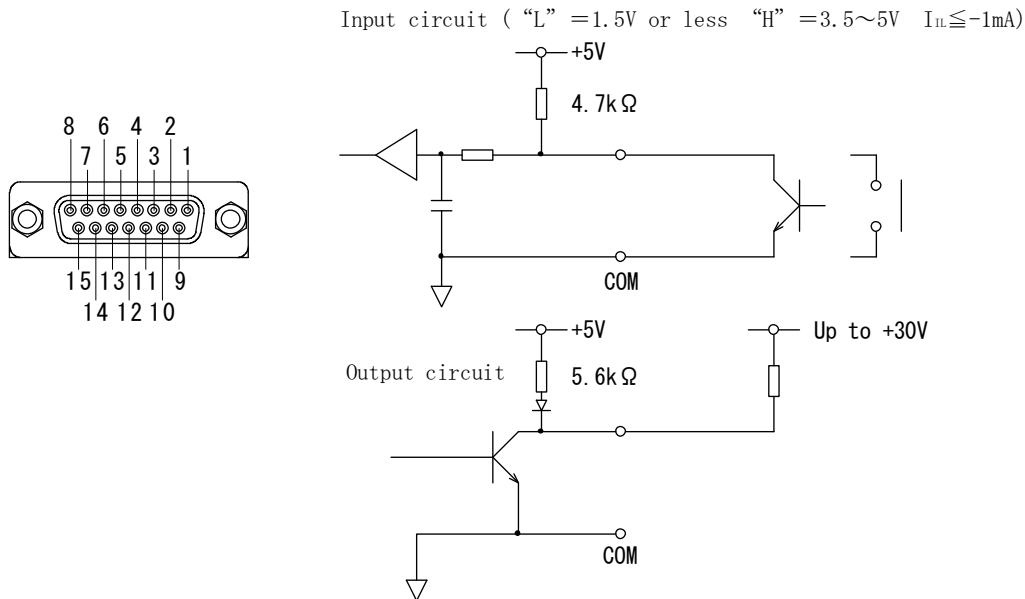 Input circuit ( “L” =1.5V or less “H” =3.5~5V IIL≦-1mA)
+5V
4.7kΩ
8 6 4 2
7 5 3 1
15 13 11 9
14 12 10
COM
+5V
Up to +30V
Output circuit
5.6kΩ
COM